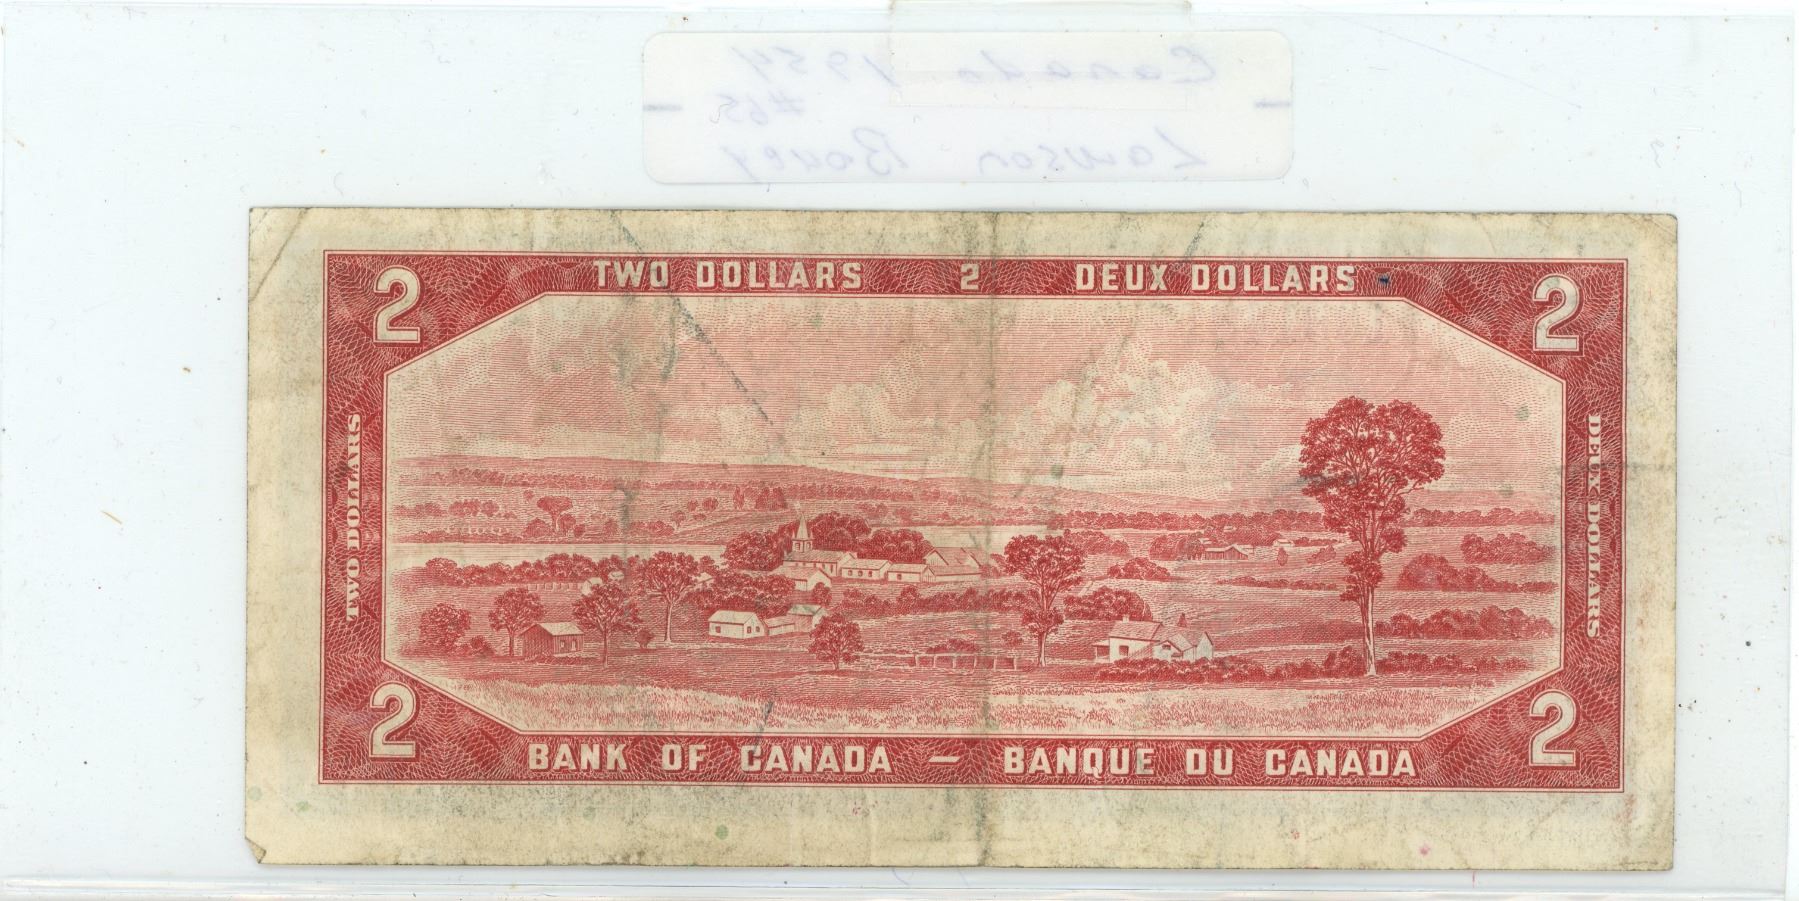 Canada 1954
#65
Lawson Bouey
TWO DOLLARS 2 DEUX DOLLARS
2 2
TWO DOLLARS
DEUX DOLLARS
2 2
BANK OF CANADA – BANQUE DU CANADA